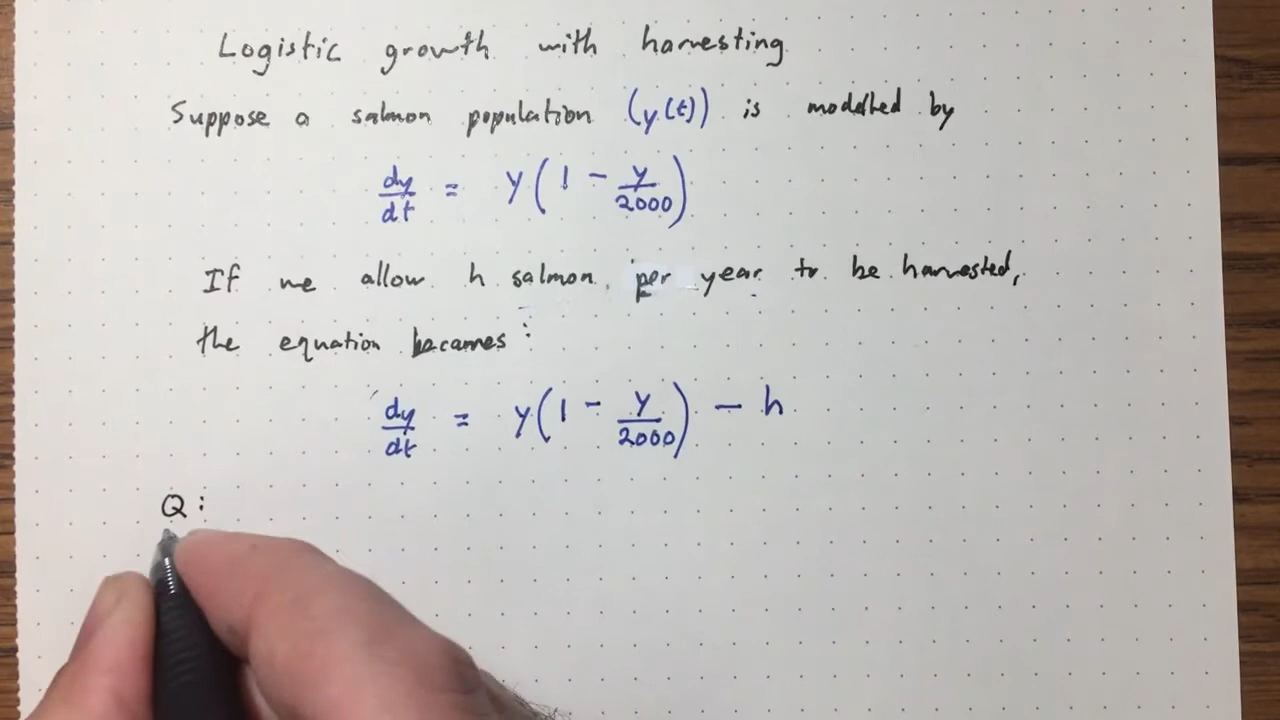 Logistic growth with harvesting
Suppose a salmon population (y(t)) is modelled by
dy/dt = y(1 - y/2000)
If we allow h salmon per year to be harvested,
the equation becomes:
dy/dt = y(1 - y/2000) - h
Q: